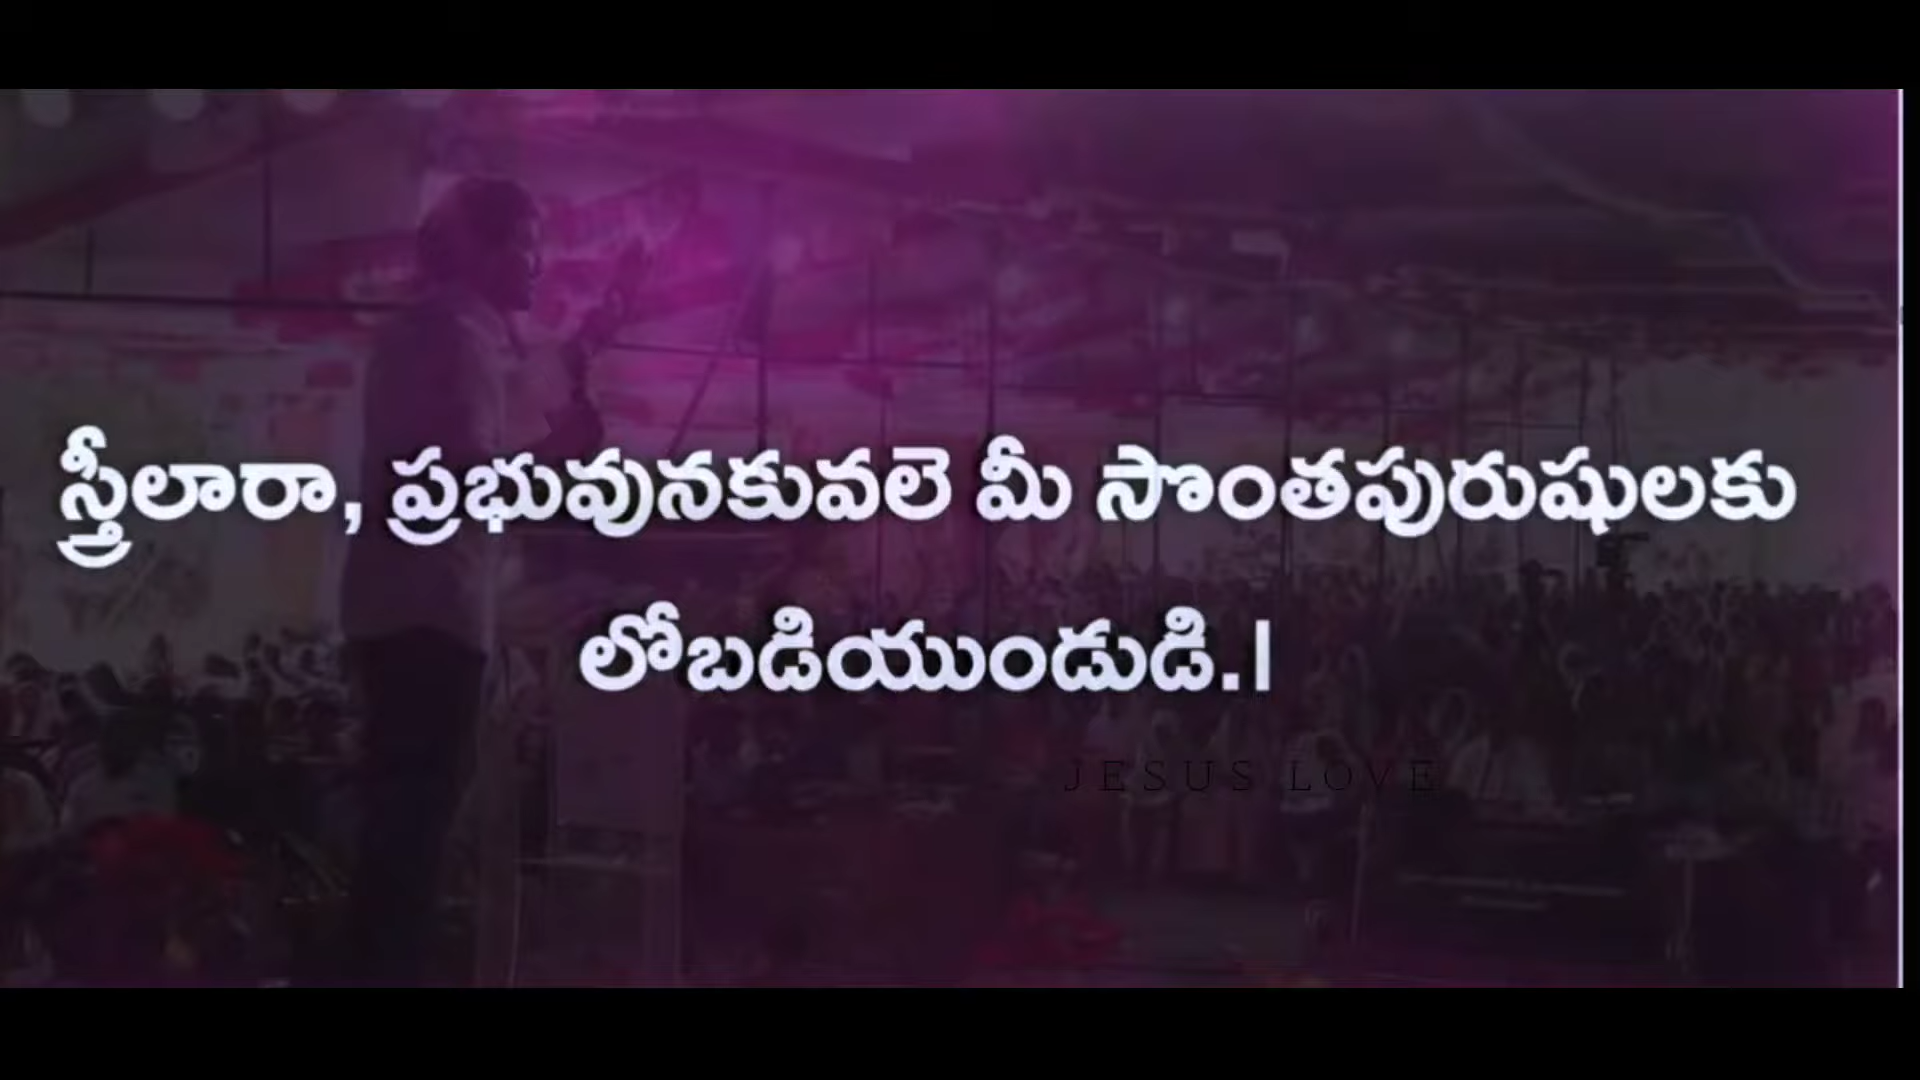 స్త్రీలారా, ప్రభువునకువలె మీ సొంతపురుషులకు
లోబడియుండుడి.|
JESUS LOVE